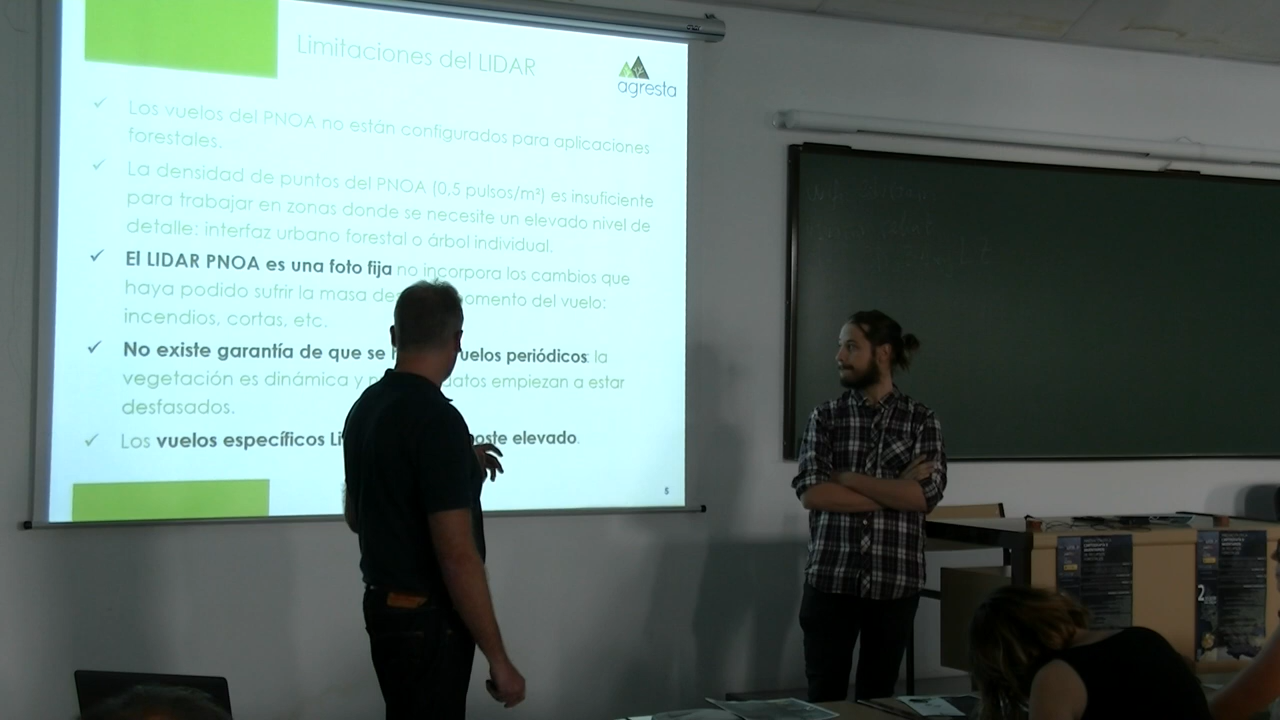 Limitaciones del LIDAR
agresta
Los vuelos del PNOA no están configurados para aplicaciones
forestales.
La densidad de puntos del PNOA (0,5 pulsos/m²) es insuficiente
para trabajar en zonas donde se necesite un elevado nivel de
detalle: interfaz urbano forestal o árbol individual.
El LIDAR PNOA es una foto fija no incorpora los cambios que
haya podido sufrir la masa omento del vuelo:
incendios, cortas, etc.
No existe garantía de que se uelos periódicos: la
vegetación es dinámica y atos empiezan a estar
desfasados.
Los vuelos específicos Li oste elevado.
5